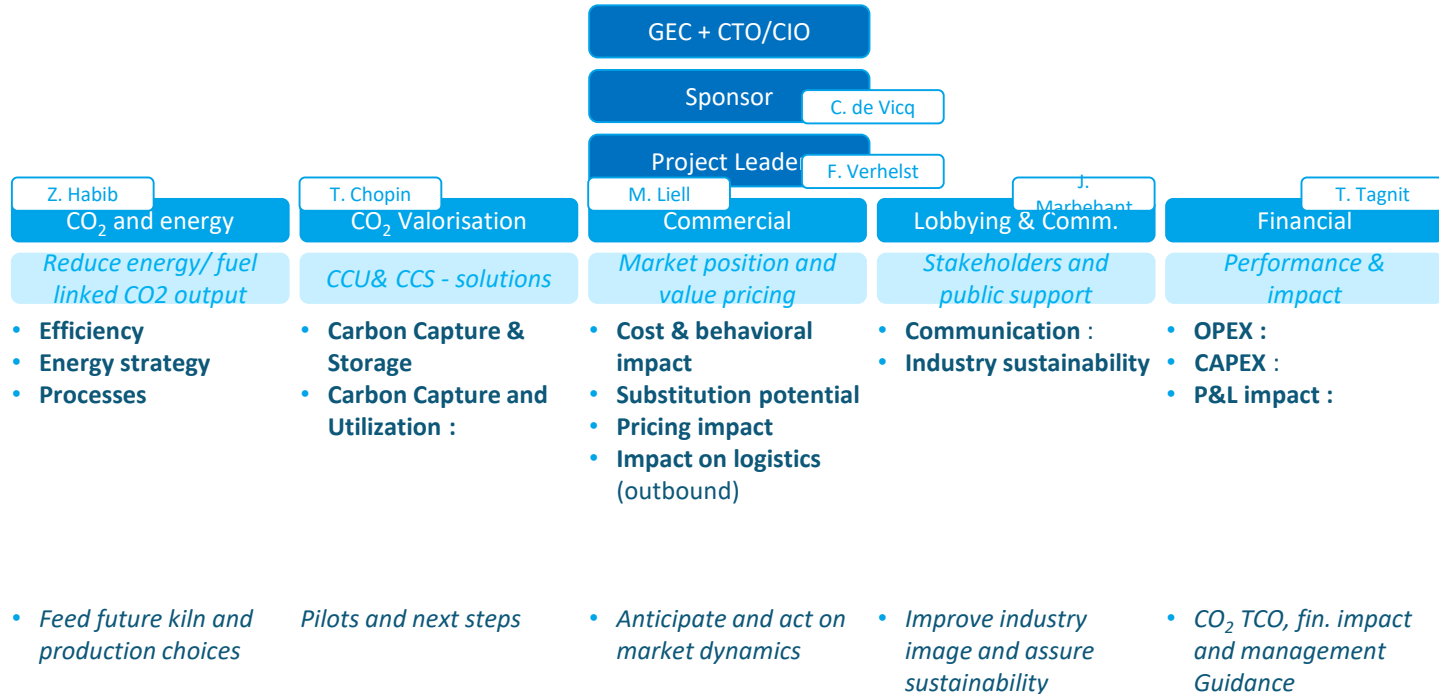 GEC + CTO/CIO
Sponsor
C. de Vicq
Project Leader
F. Verhelst
Z. Habib
CO₂ and energy
Reduce energy/ fuel
linked CO2 output
• Efficiency
• Energy strategy
• Processes
• Feed future kiln and
production choices
T. Chopin
CO₂ Valorisation
CCU& CCS - solutions
• Carbon Capture &
Storage
• Carbon Capture and
Utilization :
Pilots and next steps
M. Liell
Commercial
Market position and
value pricing
• Cost & behavioral
impact
• Substitution potential
• Pricing impact
• Impact on logistics
(outbound)
• Anticipate and act on
market dynamics
J.
Marbehant
Lobbying & Comm.
Stakeholders and
public support
• Communication :
• Industry sustainability
• Improve industry
image and assure
sustainability
T. Tagnit
Financial
Performance &
impact
• OPEX :
• CAPEX :
• P&L impact :
• CO₂ TCO, fin. impact
and management
Guidance